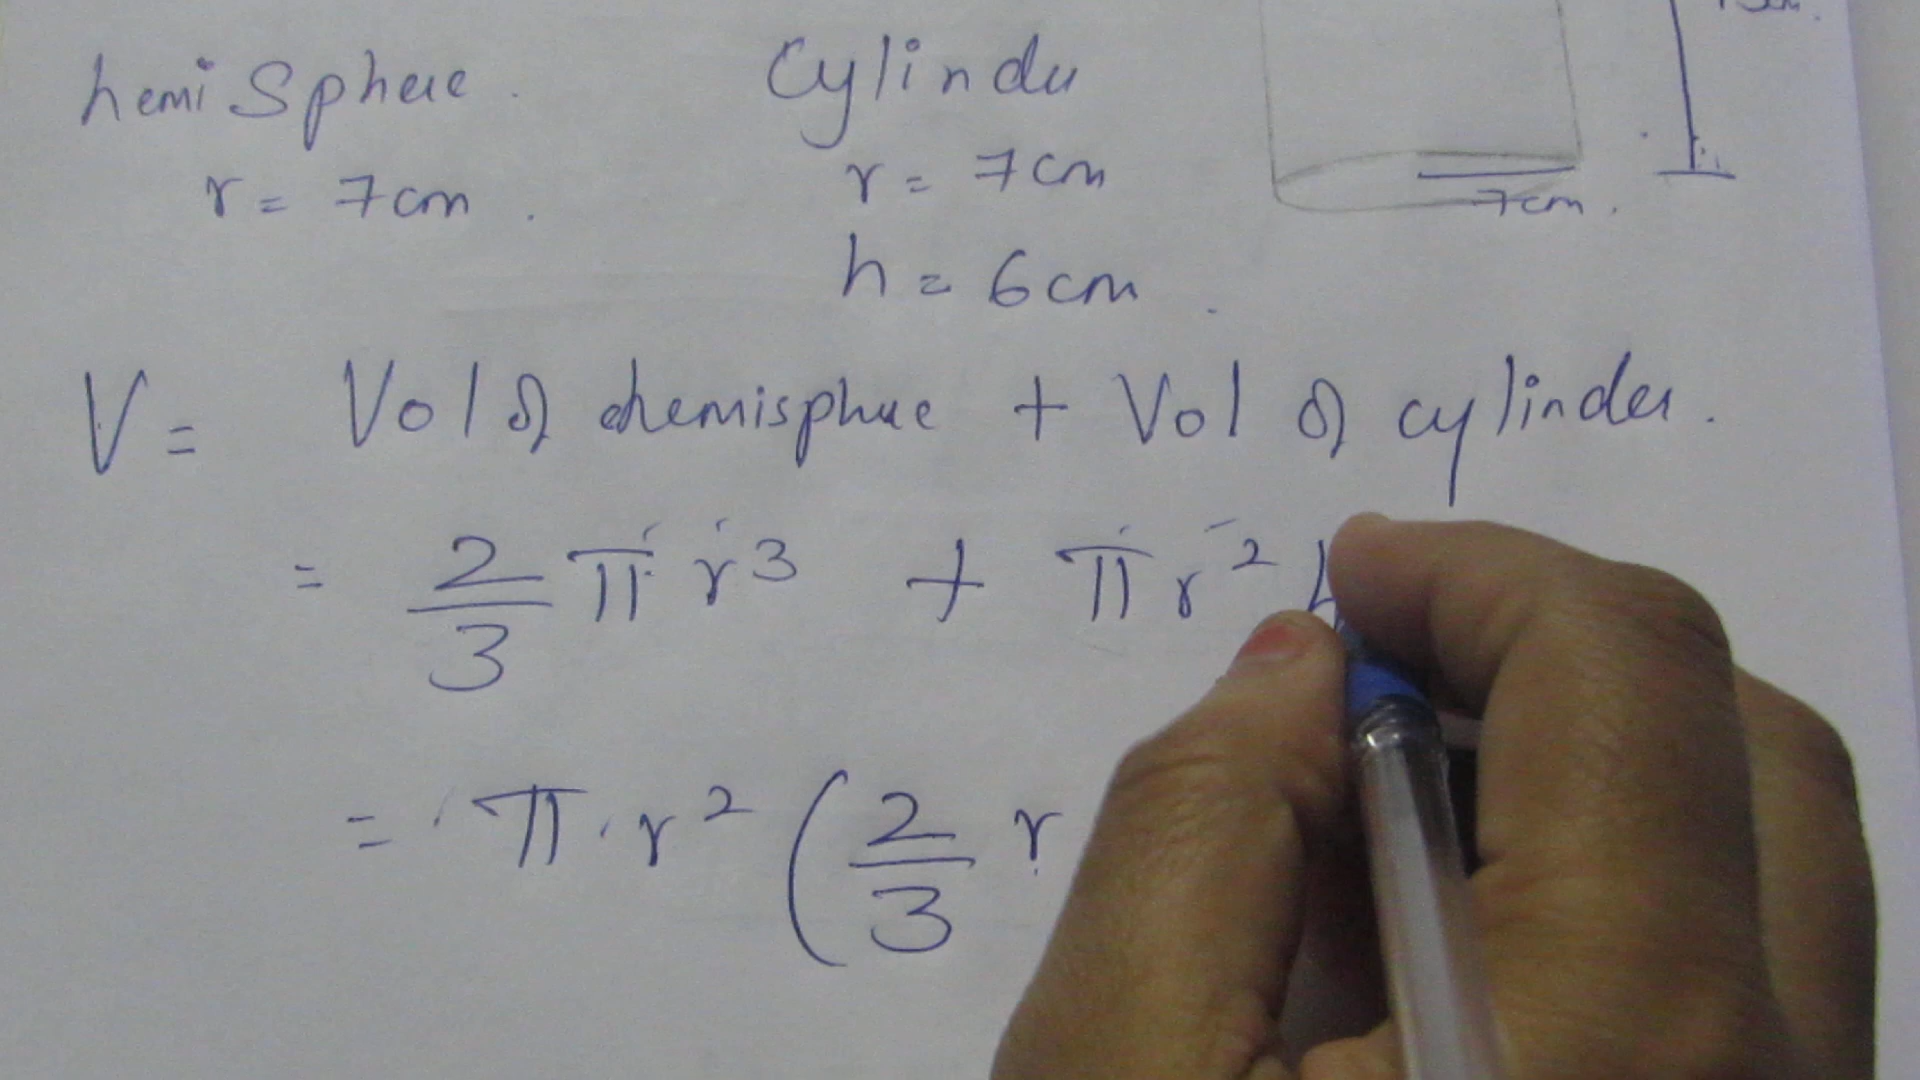 hemisphere. Cylinder
r = 7cm. r = 7cm
7cm.
h = 6cm.
V = Vol of hemisphere + Vol of cylinder.
= 2/3 π r³ + π r² h
= π r² ( 2/3 r